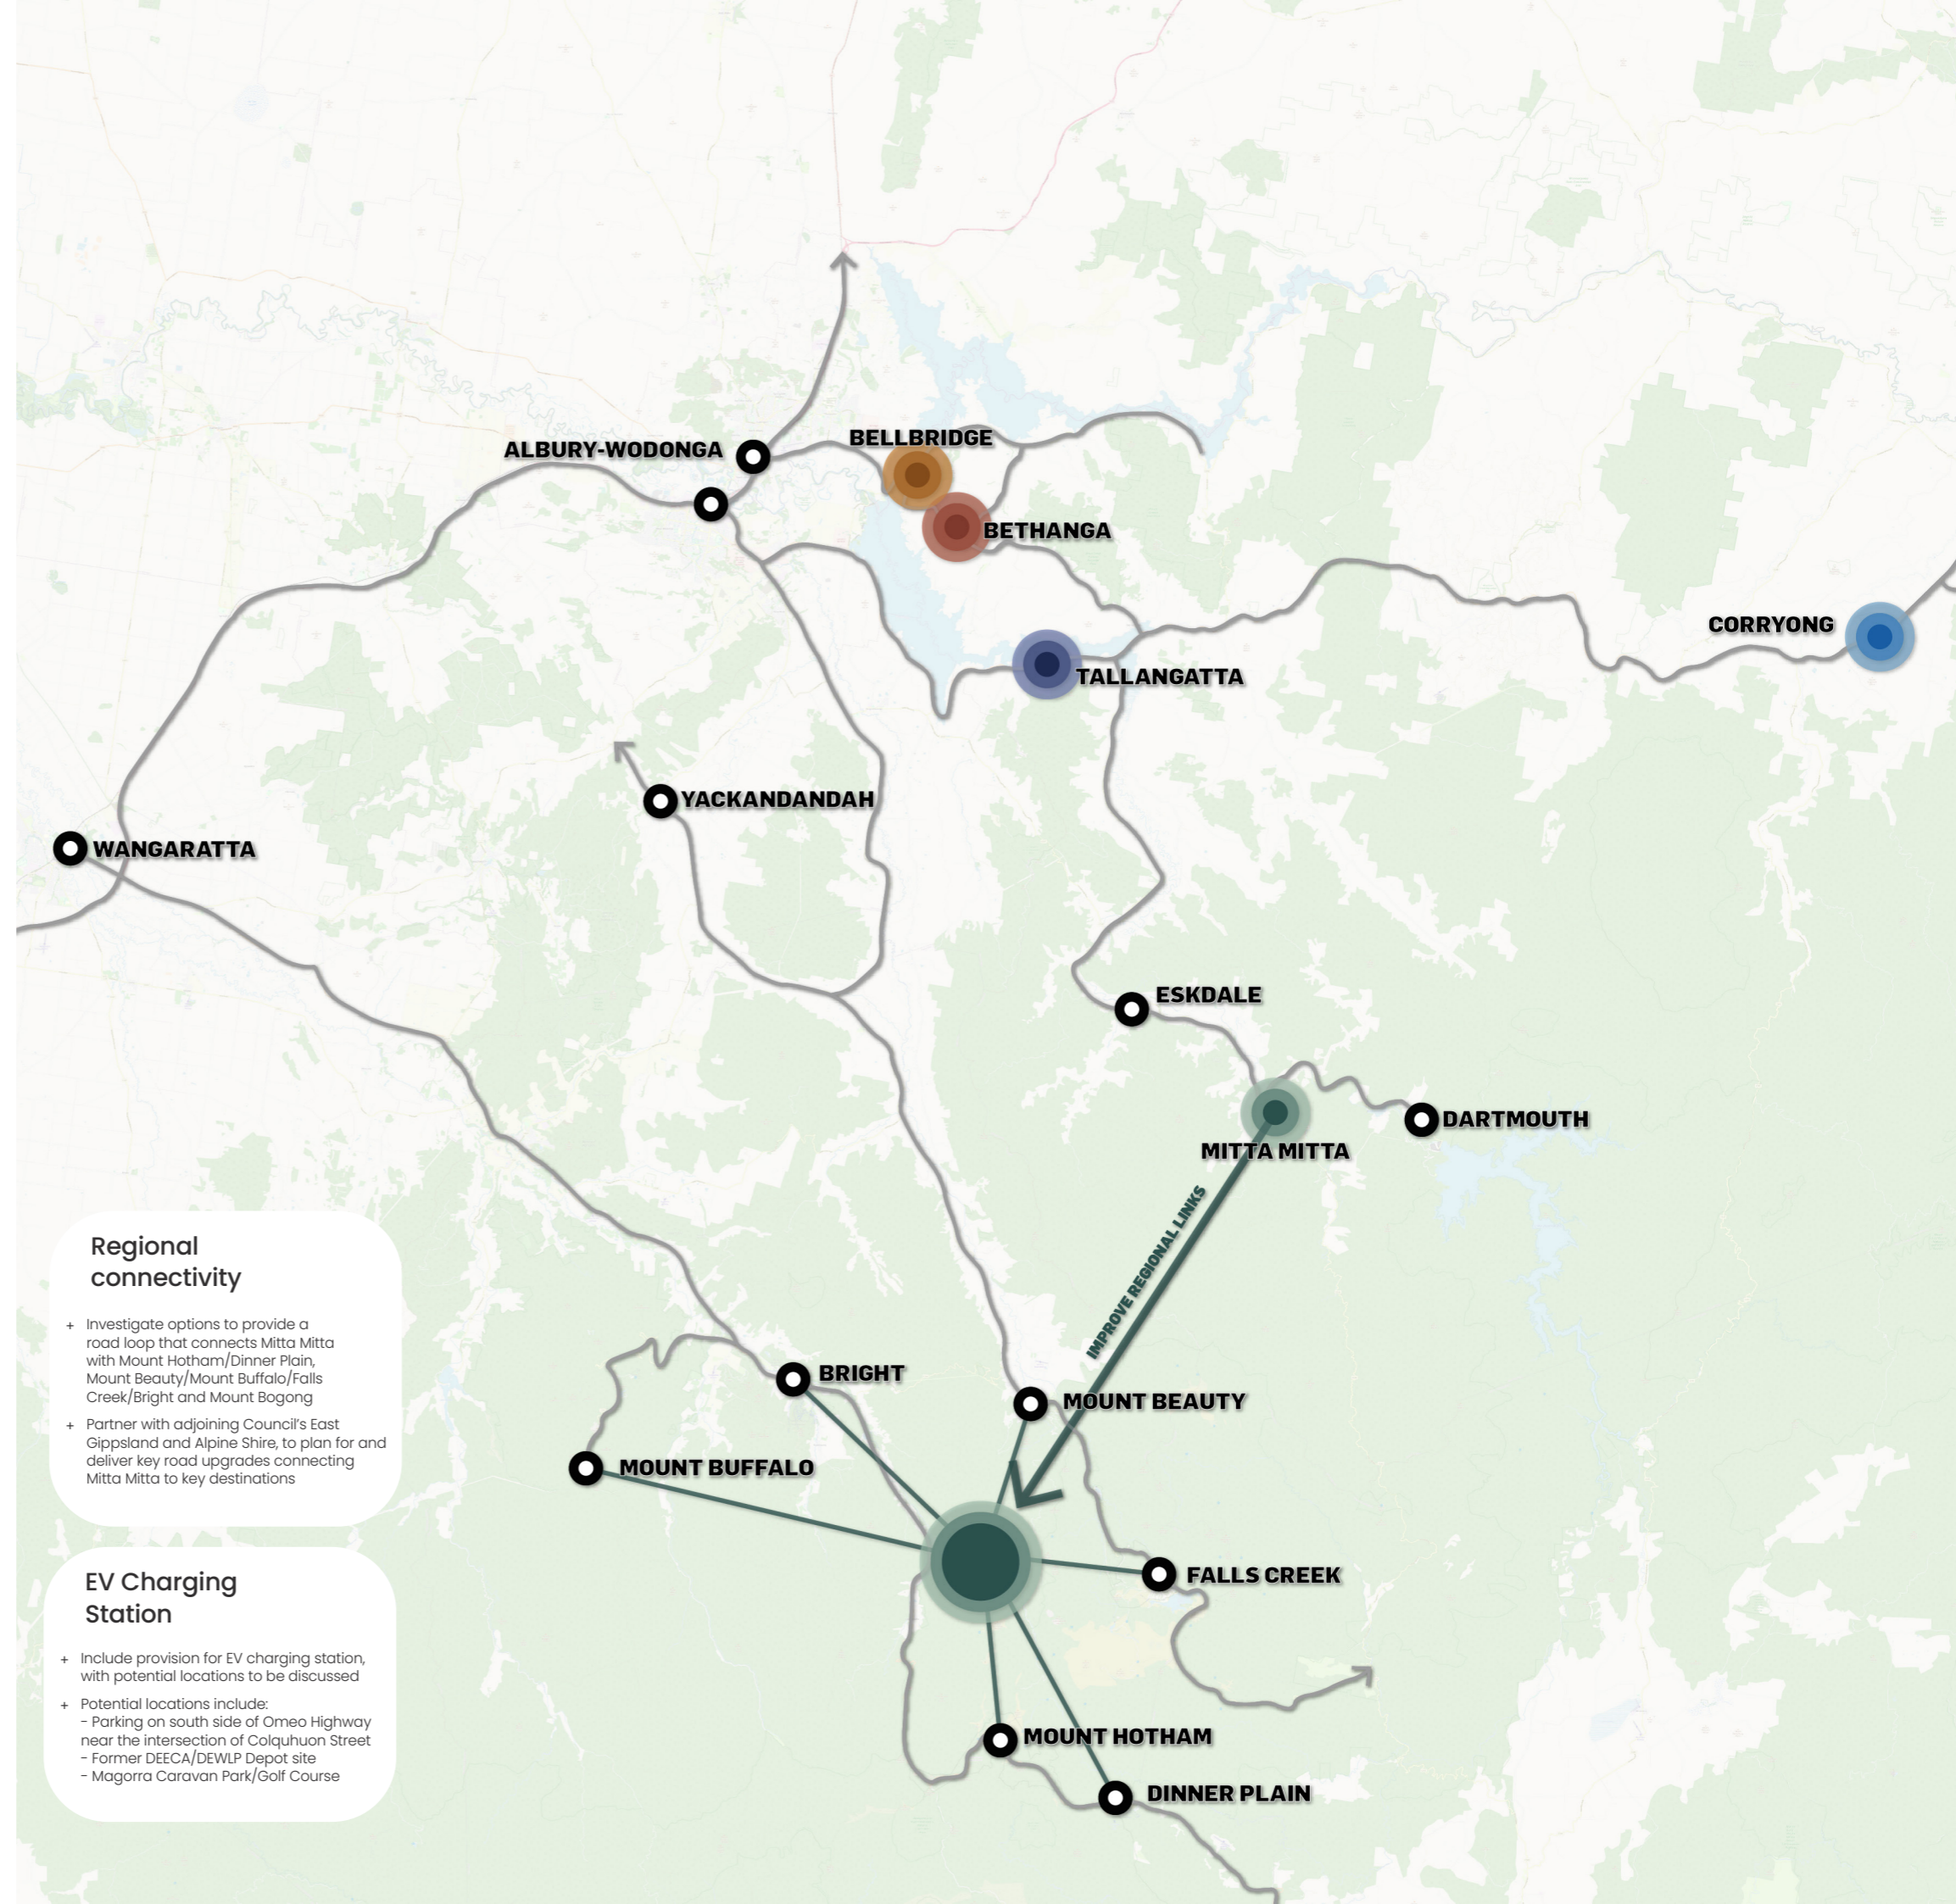 ALBURY-WODONGA
BELLBRIDGE
BETHANGA
CORRYONG
TALLANGATTA
YACKANDANDAH
WANGARATTA
ESKDALE
DARTMOUTH
MITTA MITTA
IMPROVE REGIONAL LINKS
BRIGHT
MOUNT BEAUTY
MOUNT BUFFALO
FALLS CREEK
MOUNT HOTHAM
DINNER PLAIN
Regional
connectivity
+ Investigate options to provide a
road loop that connects Mitta Mitta
with Mount Hotham/Dinner Plain,
Mount Beauty/Mount Buffalo/Falls
Creek/Bright and Mount Bogong
+ Partner with adjoining Council's East
Gippsland and Alpine Shire, to plan for and
deliver key road upgrades connecting
Mitta Mitta to key destinations
EV Charging
Station
+ Include provision for EV charging station,
with potential locations to be discussed
+ Potential locations include:
- Parking on south side of Omeo Highway
near the intersection of Colquhuon Street
- Former DEECA/DEWLP Depot site
- Magorra Caravan Park/Golf Course